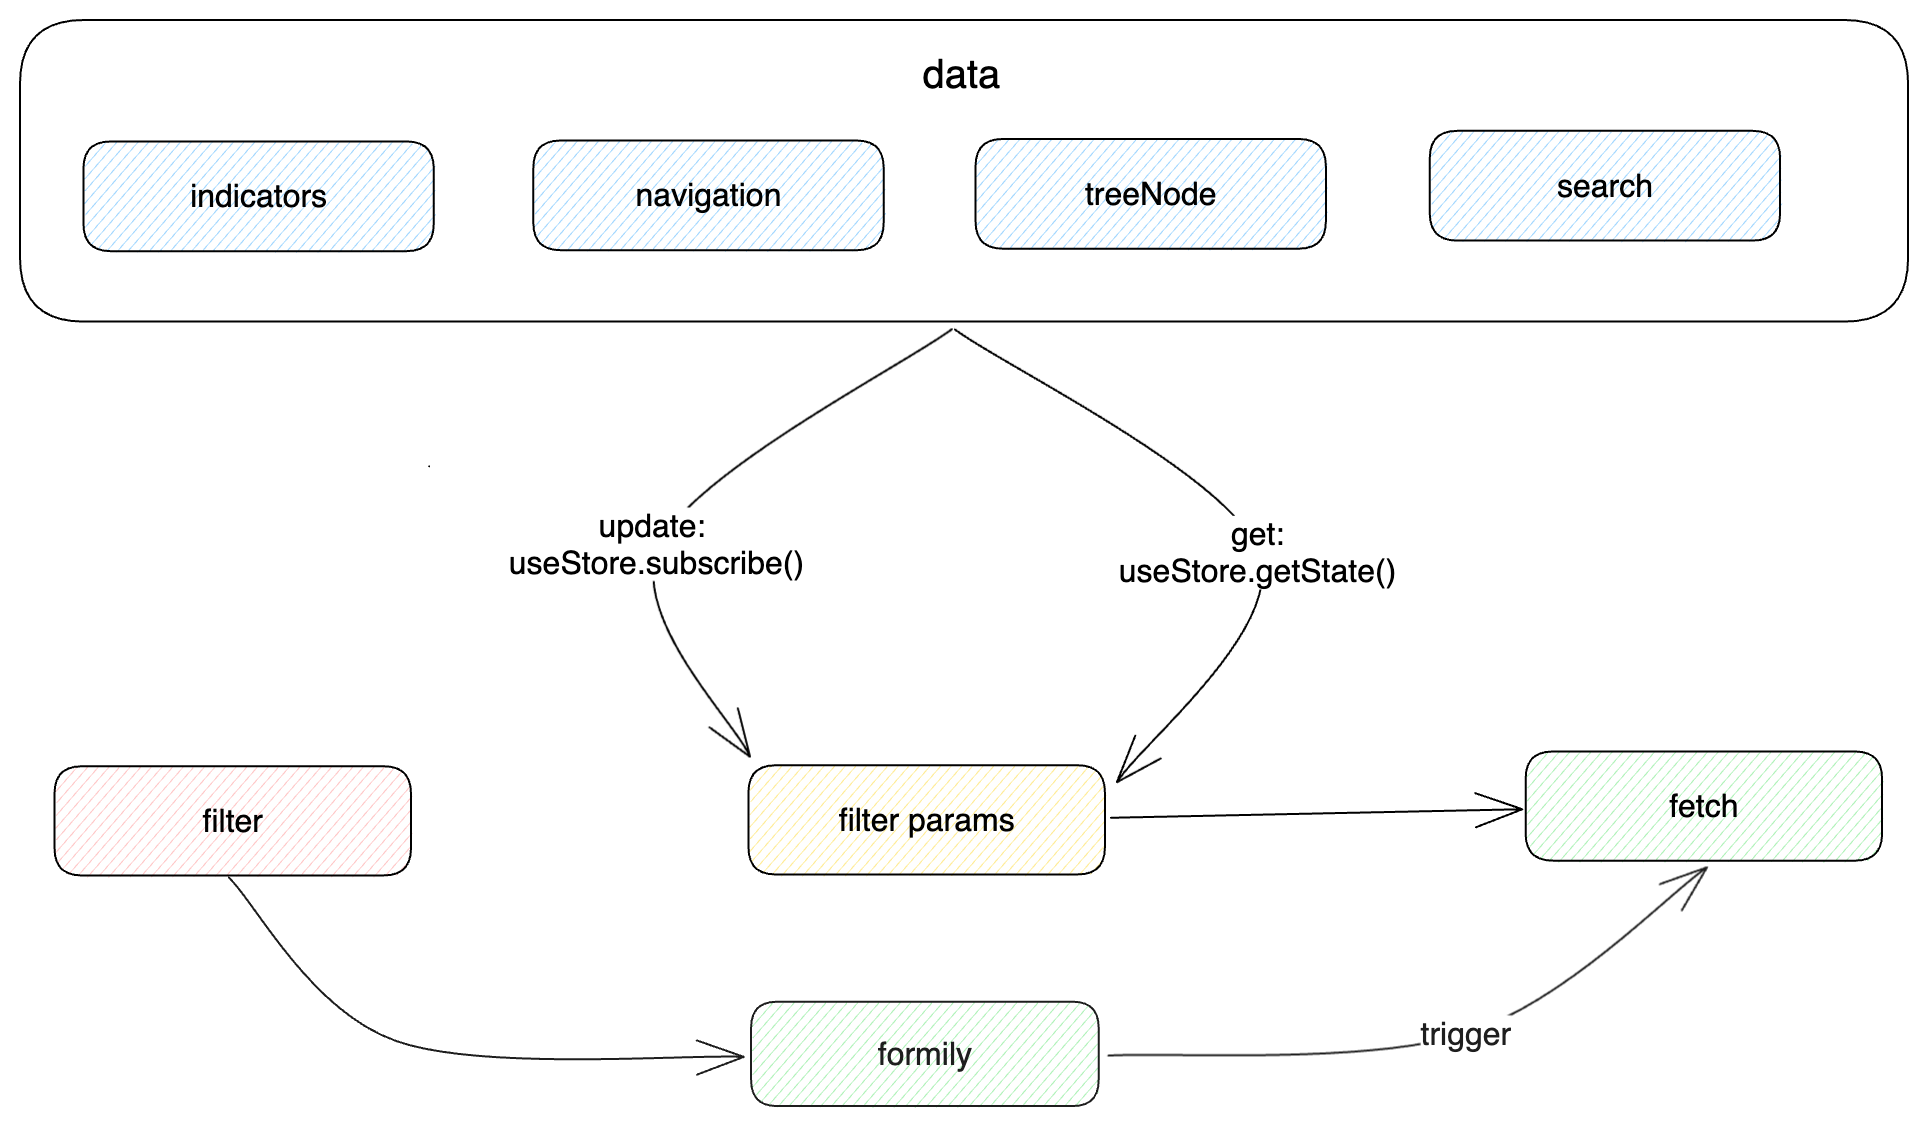 data
indicators
navigation
treeNode
search
update:
useStore.subscribe()
get:
useStore.getState()
filter
filter params
fetch
formily
trigger